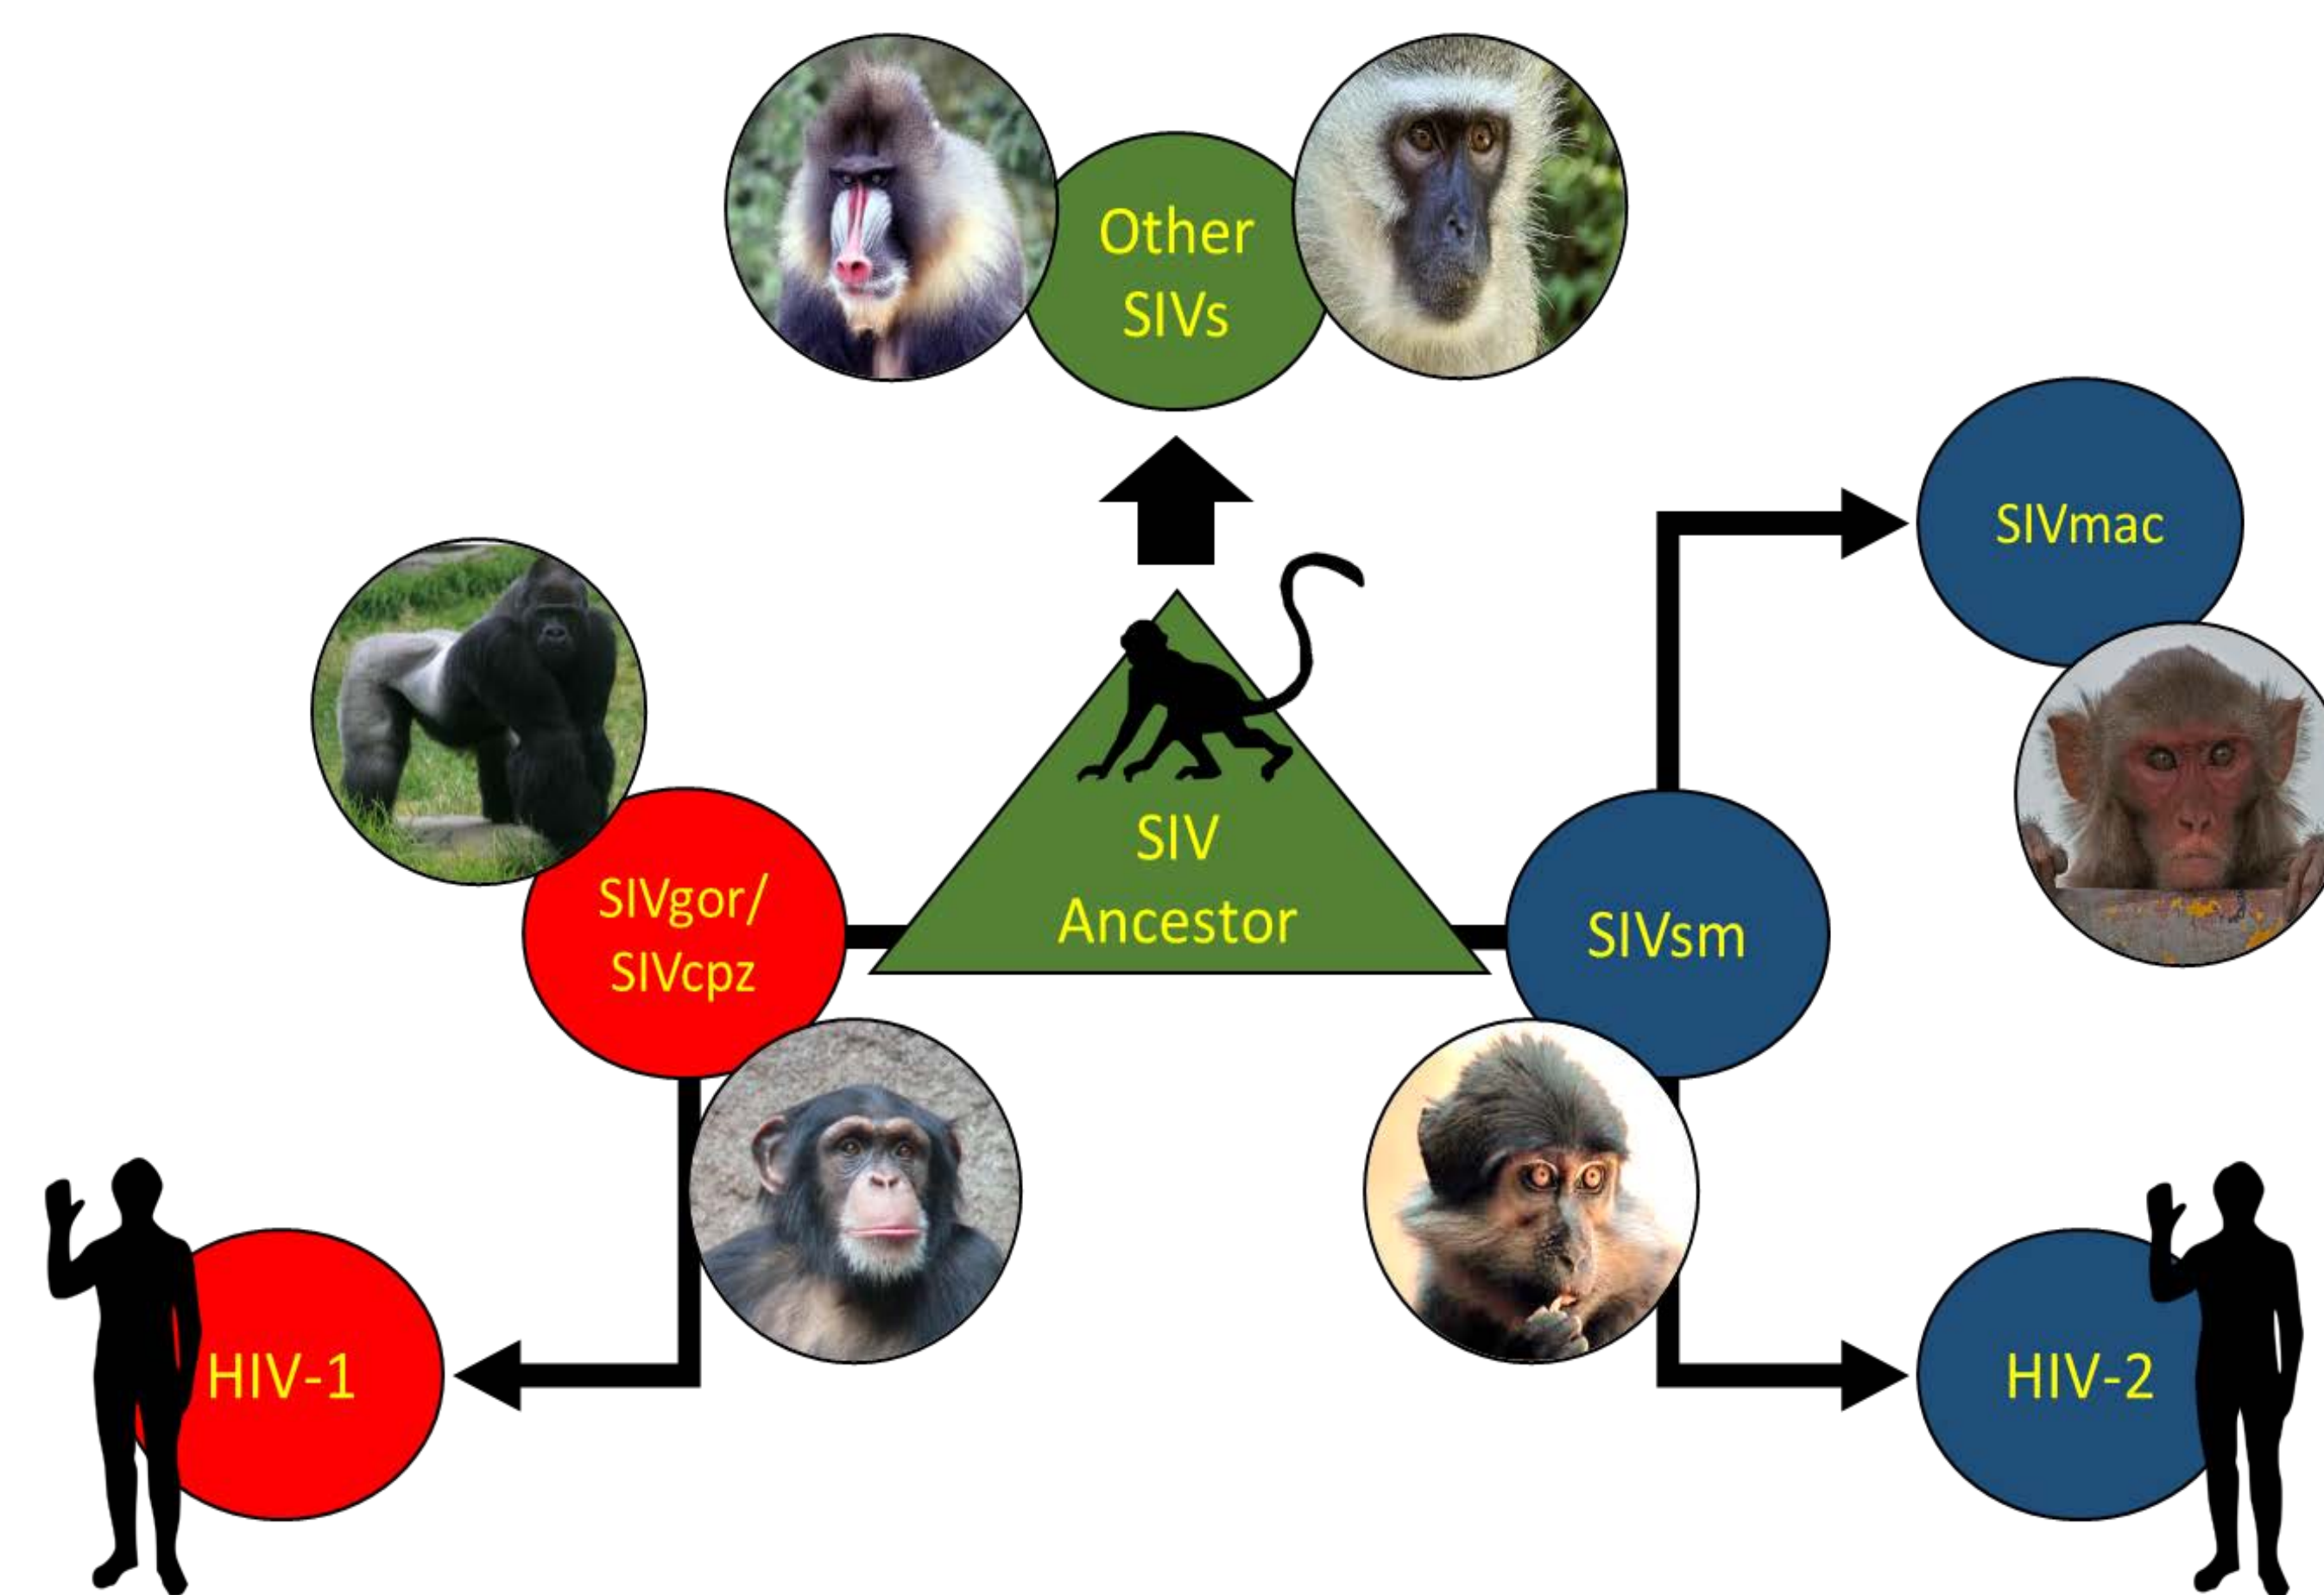 Other
SIVs
SIVmac
SIV
Ancestor
SIVgor/
SIVcpz
SIVsm
HIV-1
HIV-2